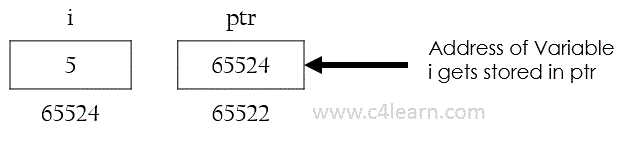 i ptr
5 65524
Address of Variable
i gets stored in ptr
65524 65522
www.c4learn.com